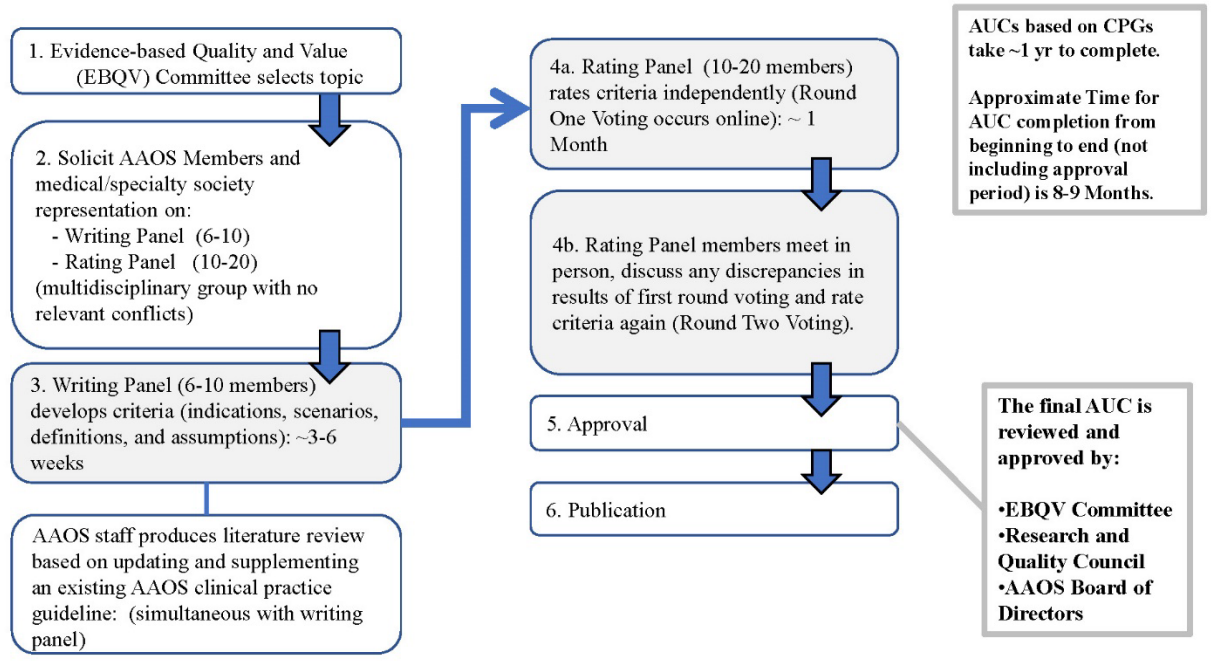 1. Evidence-based Quality and Value
(EBQV) Committee selects topic
2. Solicit AAOS Members and
medical/specialty society
representation on:
- Writing Panel (6-10)
- Rating Panel (10-20)
(multidisciplinary group with no
relevant conflicts)
3. Writing Panel (6-10 members)
develops criteria (indications, scenarios,
definitions, and assumptions): ~3-6
weeks
AAOS staff produces literature review
based on updating and supplementing
an existing AAOS clinical practice
guideline: (simultaneous with writing
panel)
4a. Rating Panel (10-20 members)
rates criteria independently (Round
One Voting occurs online): ~ 1
Month
4b. Rating Panel members meet in
person, discuss any discrepancies in
results of first round voting and rate
criteria again (Round Two Voting).
5. Approval
6. Publication
AUCs based on CPGs
take ~1 yr to complete.
Approximate Time for
AUC completion from
beginning to end (not
including approval
period) is 8-9 Months.
The final AUC is
reviewed and
approved by:
•EBQV Committee
•Research and
Quality Council
•AAOS Board of
Directors